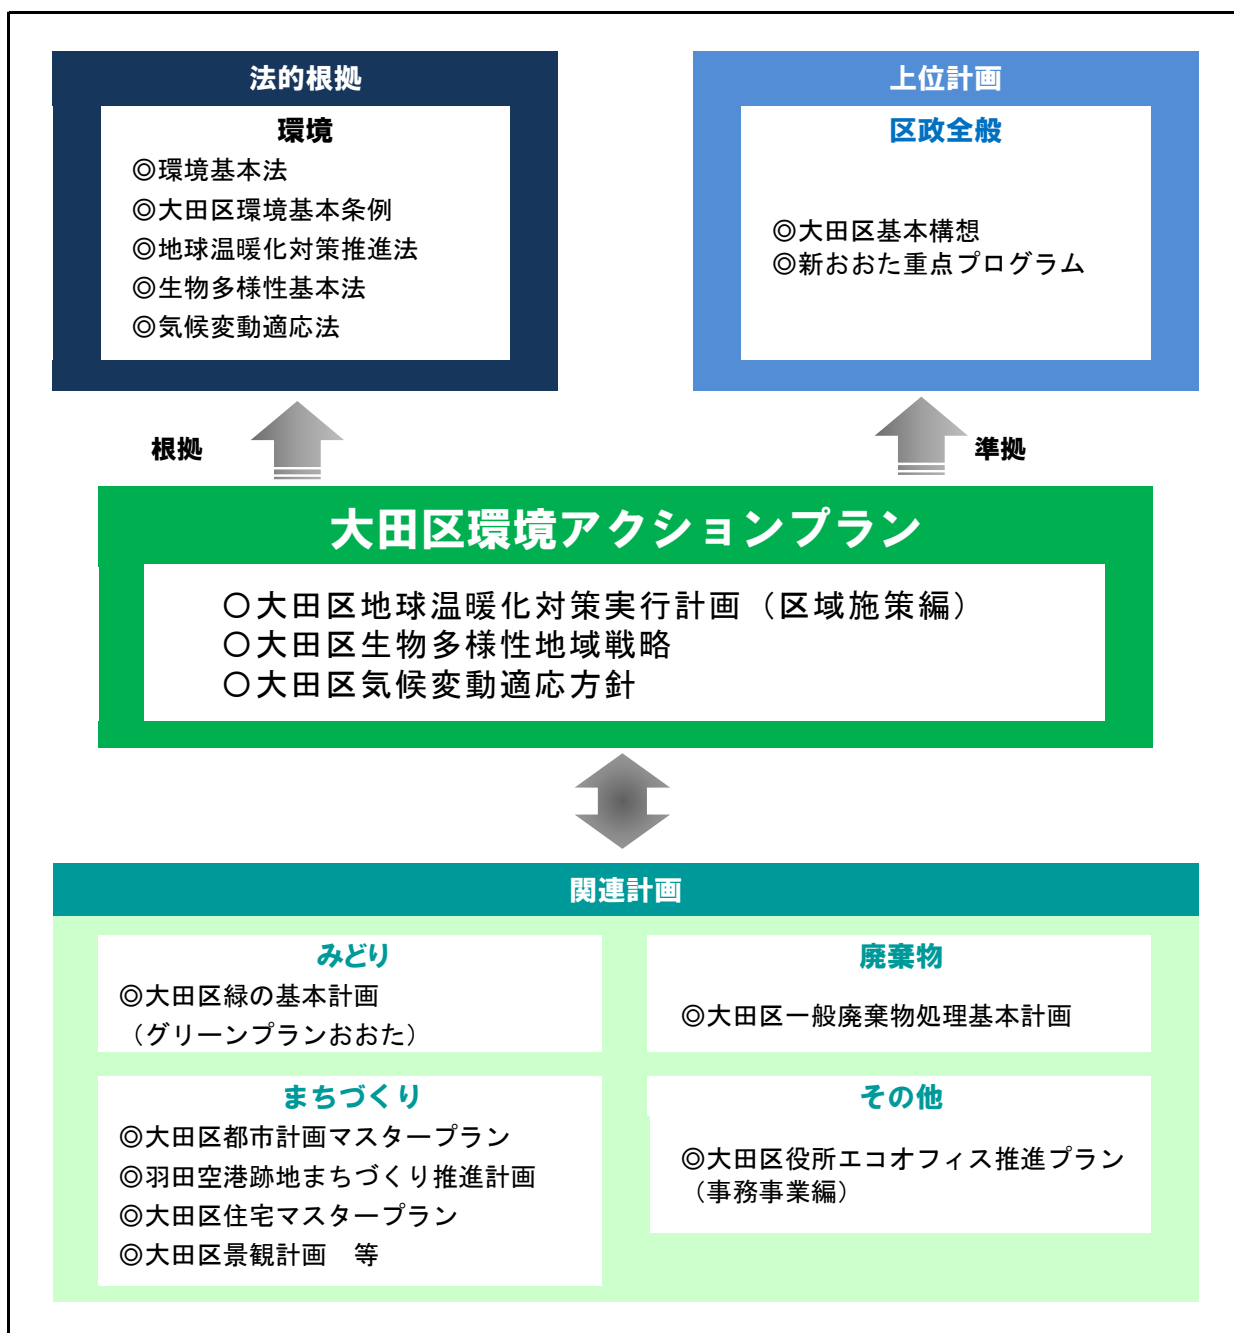 法的根拠
環境
◎環境基本法
◎大田区環境基本条例
◎地球温暖化対策推進法
◎生物多様性基本法
◎気候変動適応法
上位計画
区政全般
◎大田区基本構想
◎新おおた重点プログラム
根拠
準拠
大田区環境アクションプラン
〇大田区地球温暖化対策実行計画（区域施策編）
〇大田区生物多様性地域戦略
〇大田区気候変動適応方針
関連計画
みどり
◎大田区緑の基本計画
（グリーンプランおおた）
廃棄物
◎大田区一般廃棄物処理基本計画
まちづくり
◎大田区都市計画マスタープラン
◎羽田空港跡地まちづくり推進計画
◎大田区住宅マスタープラン
◎大田区景観計画　等
その他
◎大田区役所エコオフィス推進プラン
（事務事業編）